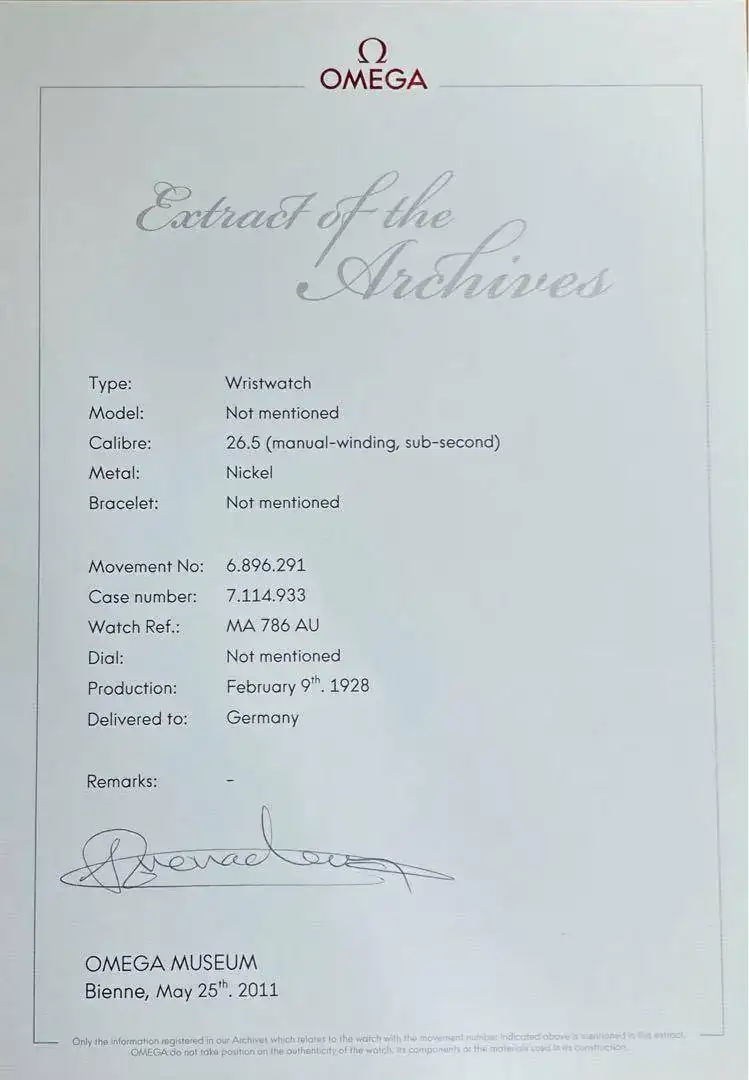 Ω
OMEGA
Extract of the
Archives
Type: Wristwatch
Model: Not mentioned
Calibre: 26.5 (manual-winding, sub-second)
Metal: Nickel
Bracelet: Not mentioned
Movement No: 6.896.291
Case number: 7.114.933
Watch Ref.: MA 786 AU
Dial: Not mentioned
Production: February 9th. 1928
Delivered to: Germany
Remarks: -
OMEGA MUSEUM
Bienne, May 25th. 2011
Only the information registered in our Archives which relates to the watch with the movement number indicated above is mentioned in this extract.
OMEGA do not take position on the authenticity of the watch, its components or the materials used in its construction.